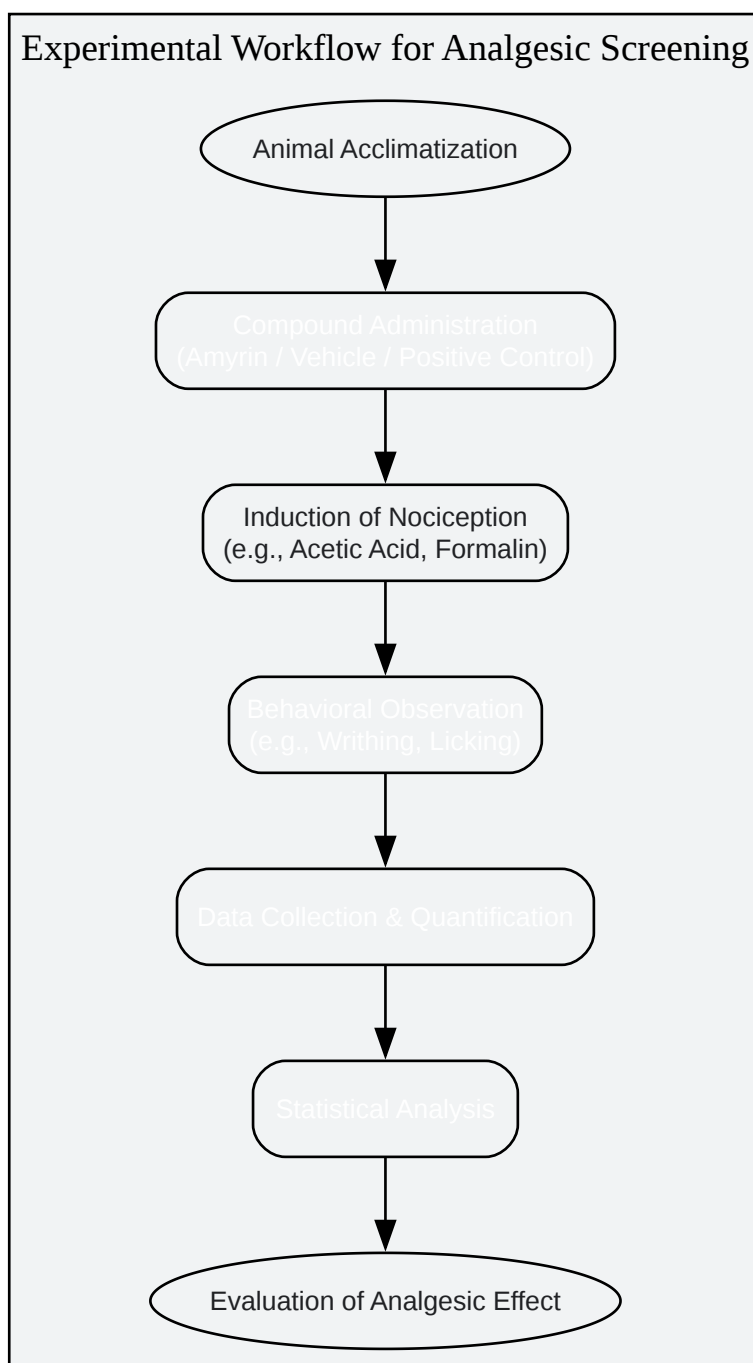 Experimental Workflow for Analgesic Screening
Animal Acclimatization
Compound Administration
(Amyrin / Vehicle / Positive Control)
Induction of Nociception
(e.g., Acetic Acid, Formalin)
Behavioral Observation
(e.g., Writhing, Licking)
Data Collection & Quantification
Statistical Analysis
Evaluation of Analgesic Effect